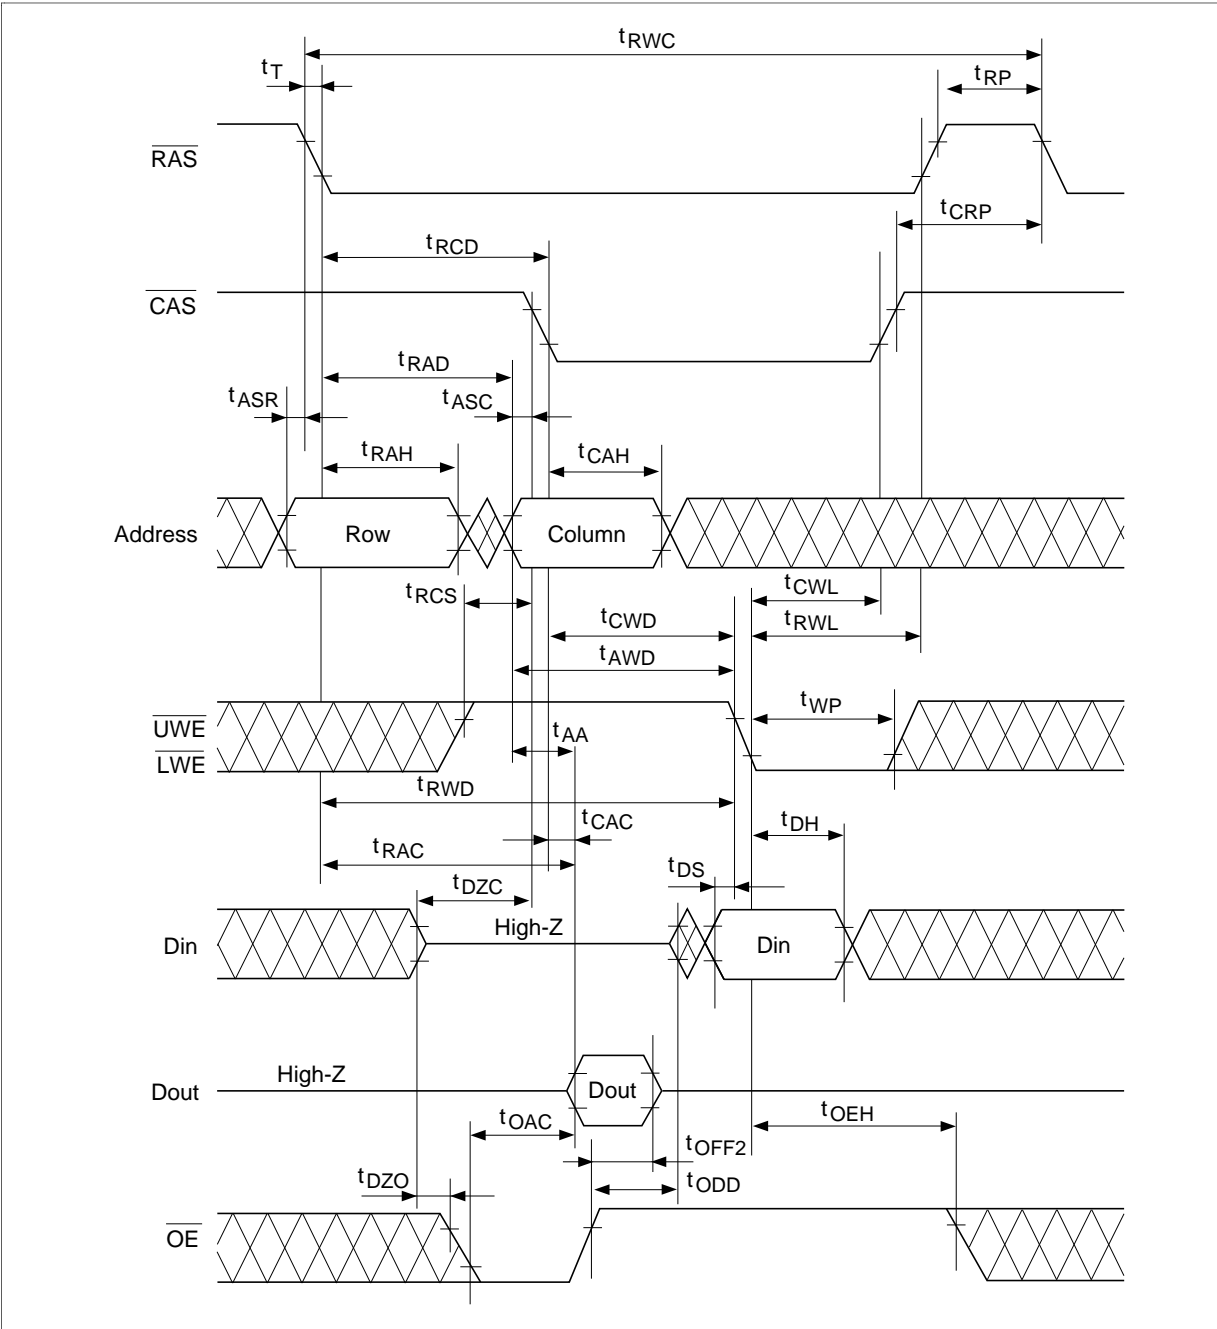 tRWC
tT
tRP
RAS
tCRP
tRCD
CAS
tRAD
tASR
tASC
tRAH
tCAH
Address
Row
Column
tRCS
tCWL
tCWD
tRWL
tAWD
UWE
tWP
LWE
tAA
tRWD
tCAC
tDH
tRAC
tDS
tDZC
Din
High-Z
Din
High-Z
Dout
Dout
tOAC
tOEH
tOFF2
tDZO
tODD
OE